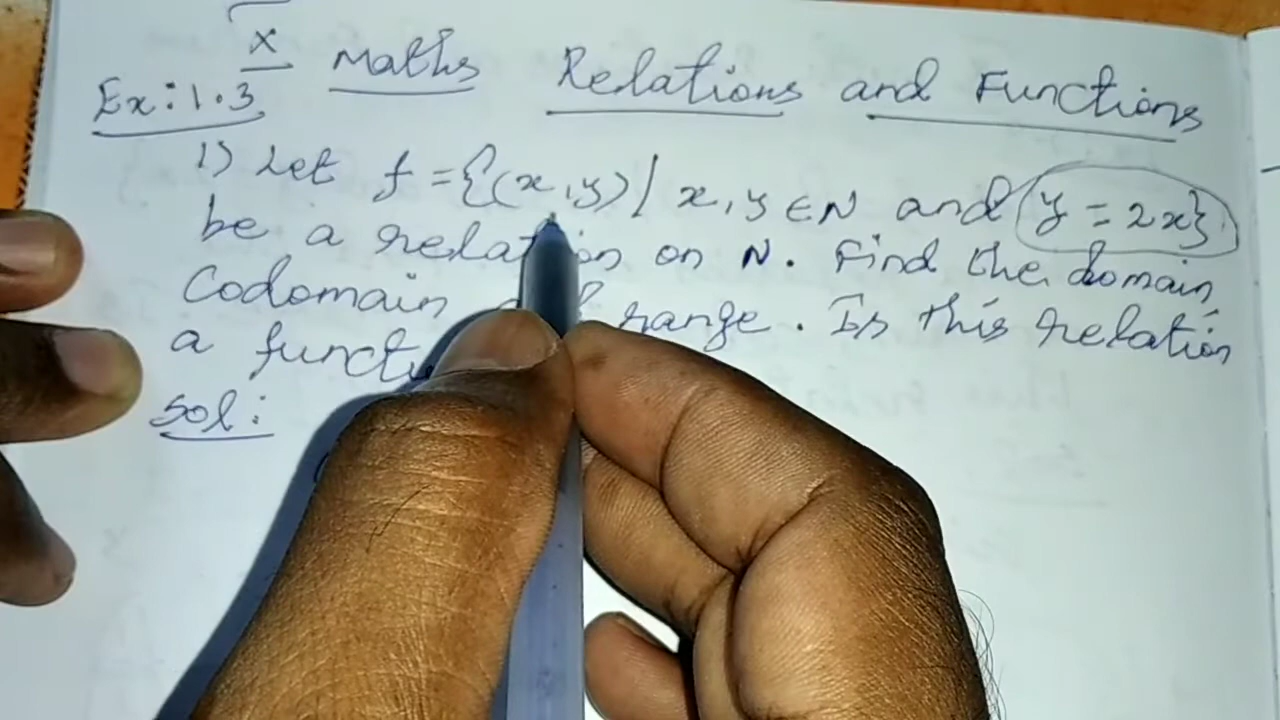 X Maths Relations and Functions
Ex: 1.3
1) Let f = {(x,y) / x,y ∈ N and y = 2x}
be a relation on N. Find the domain
Codomain range. Is this relation
a
Sol: